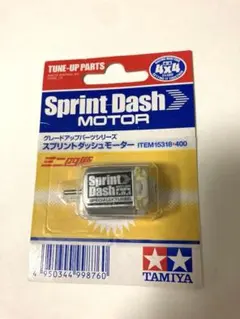 TUNE-UP PARTS
4x4
Sprint Dash
MOTOR
グレードアップパーツシリーズ
スプリントダッシュモーター ITEM 15318・400
ミニ四駆
Sprint
Dash
4 950344 998760
TAMIYA